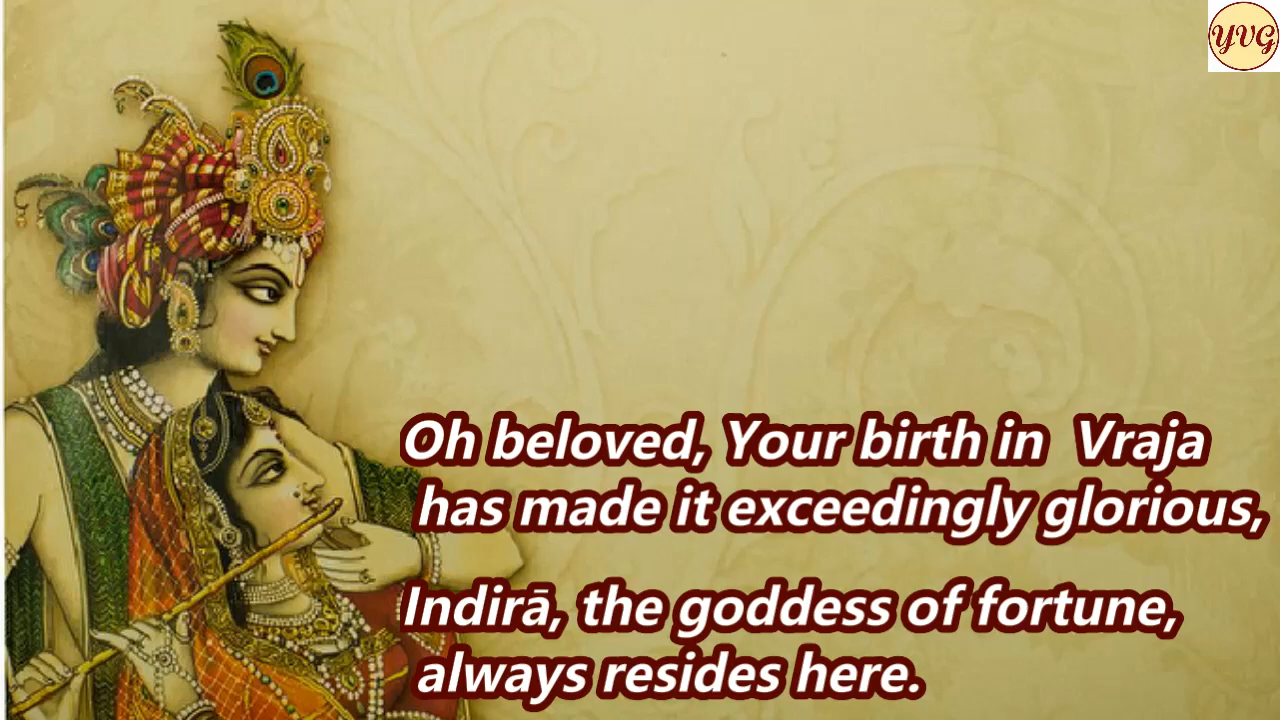 YVG
Oh beloved, Your birth in Vraja
has made it exceedingly glorious,
Indirā, the goddess of fortune,
always resides here.